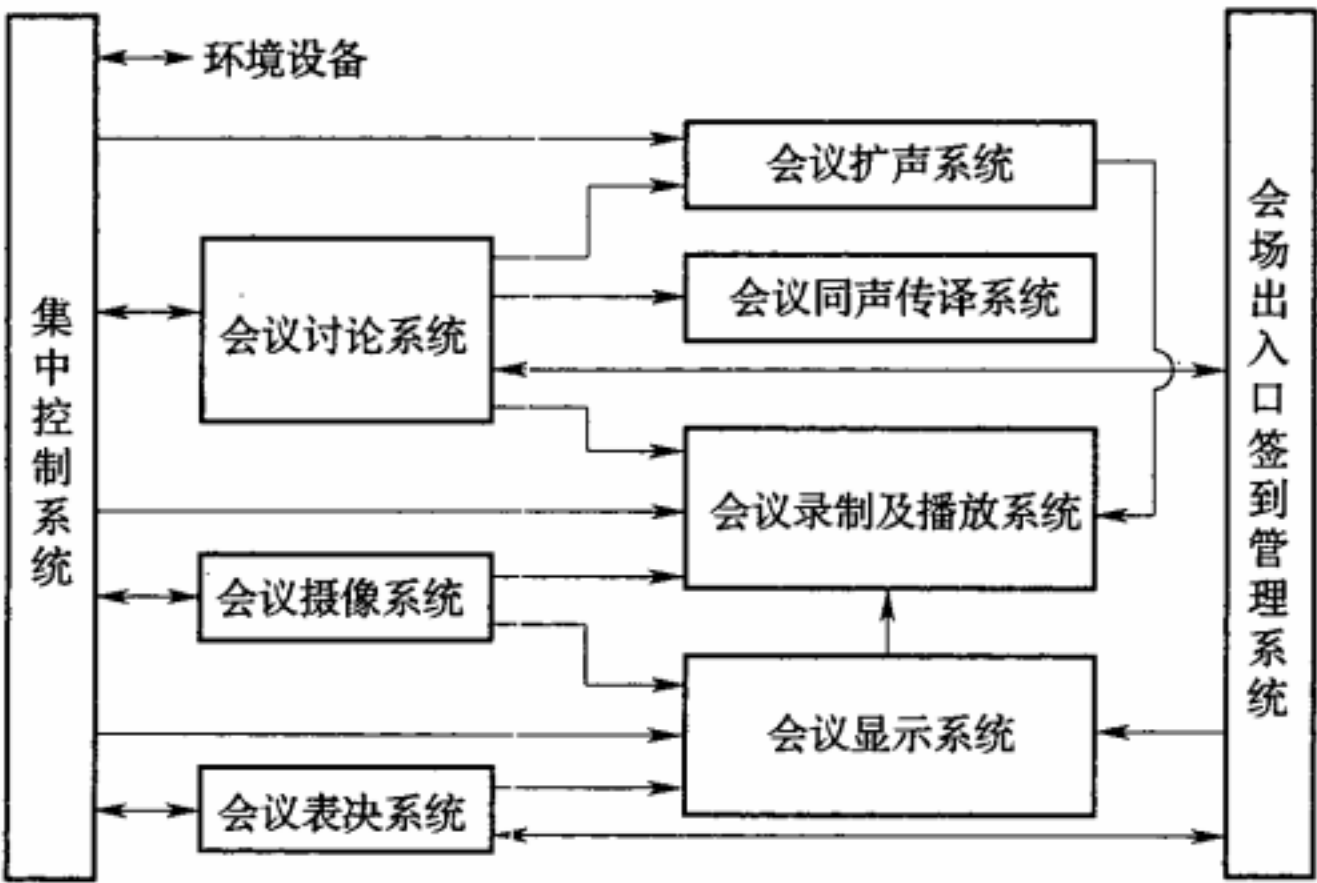 集中控制系统
环境设备
会议扩声系统
会议同声传译系统
会议讨论系统
会议录制及播放系统
会议摄像系统
会议显示系统
会议表决系统
会场出入口签到管理系统